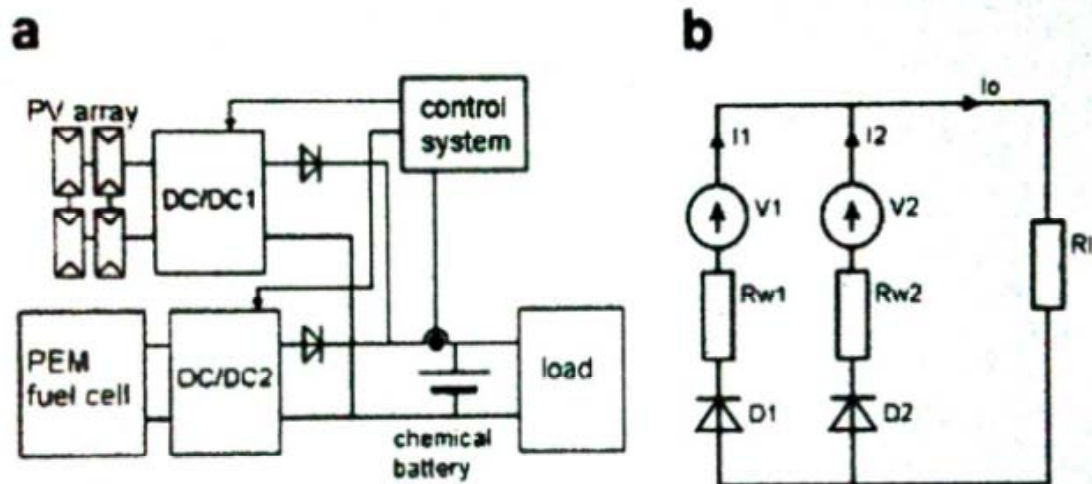 a
PV array
DC/DC1
control
system
PEM
fuel cell
DC/DC2
chemical
battery
load
b
Io
I1
I2
V1
V2
Rw1
Rw2
Rl
D1
D2